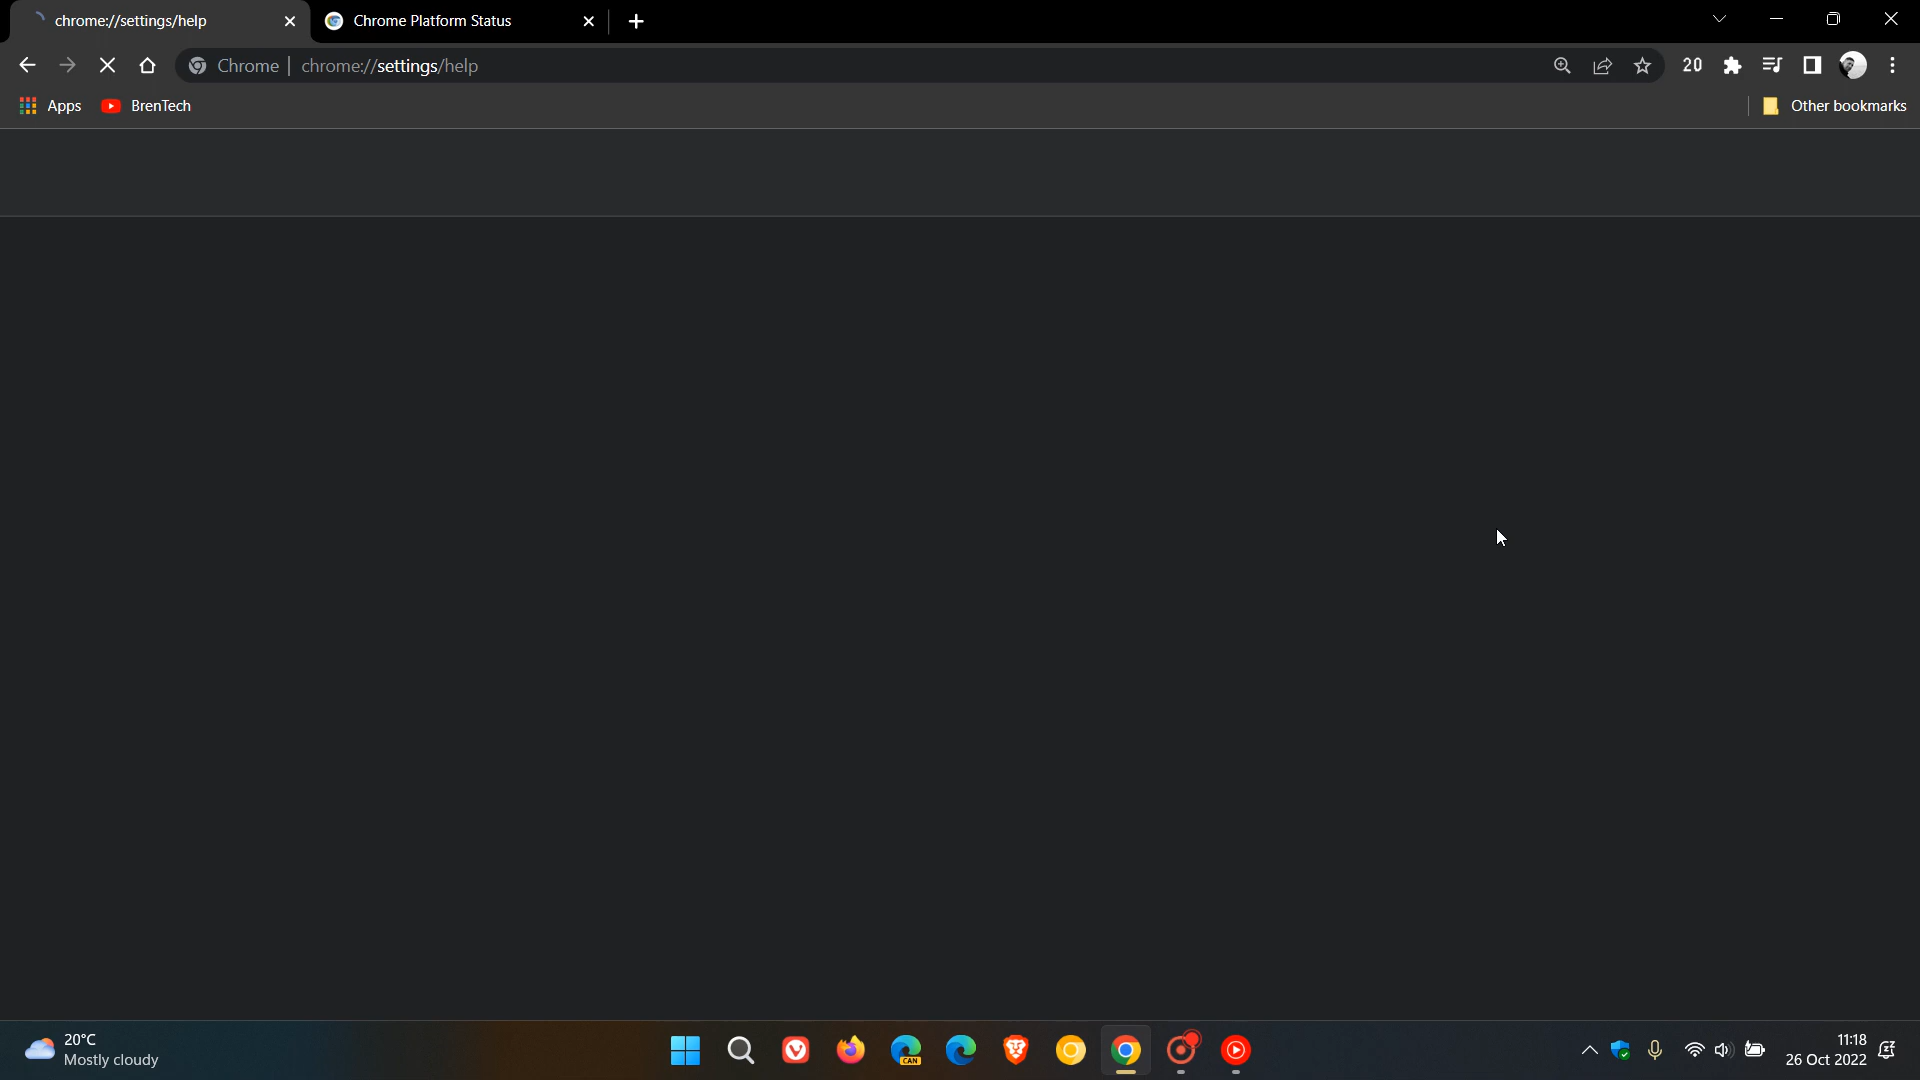 chrome://settings/help
Chrome Platform Status
Chrome | chrome://settings/help
20
Apps
BrenTech
Other bookmarks
20°C
Mostly cloudy
CAN
11:18
26 Oct 2022